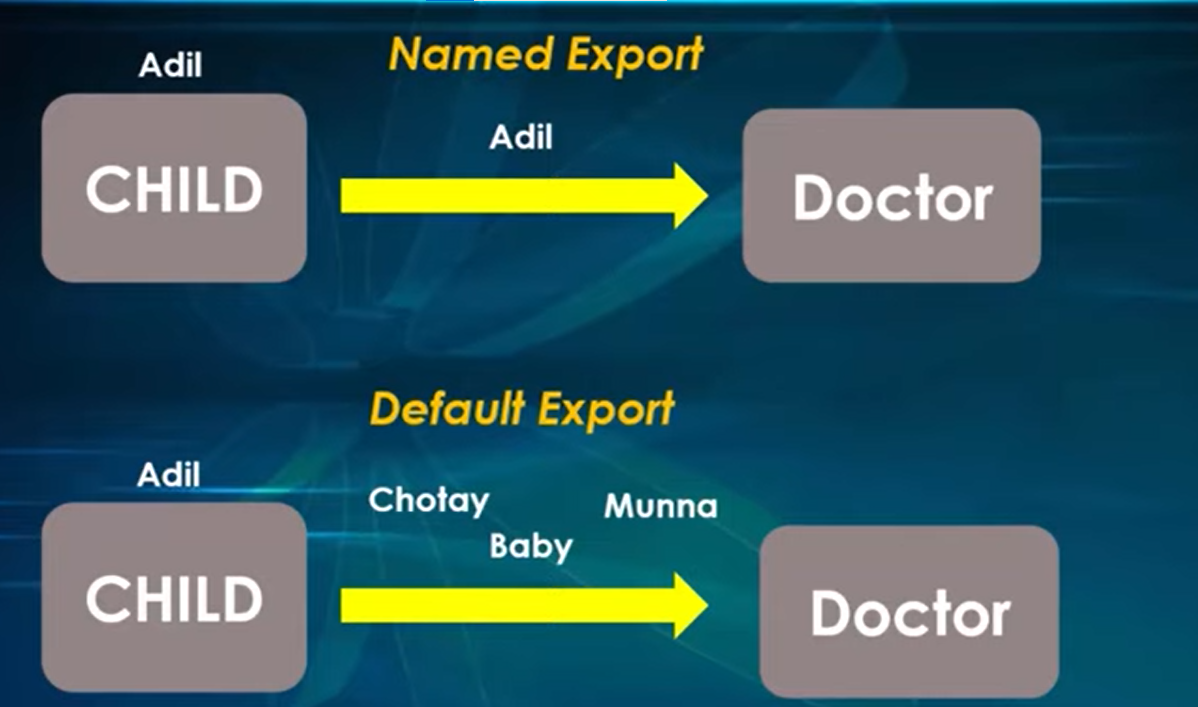 Named Export
Adil
CHILD
Adil
Doctor
Default Export
Adil
CHILD
Chotay
Munna
Baby
Doctor